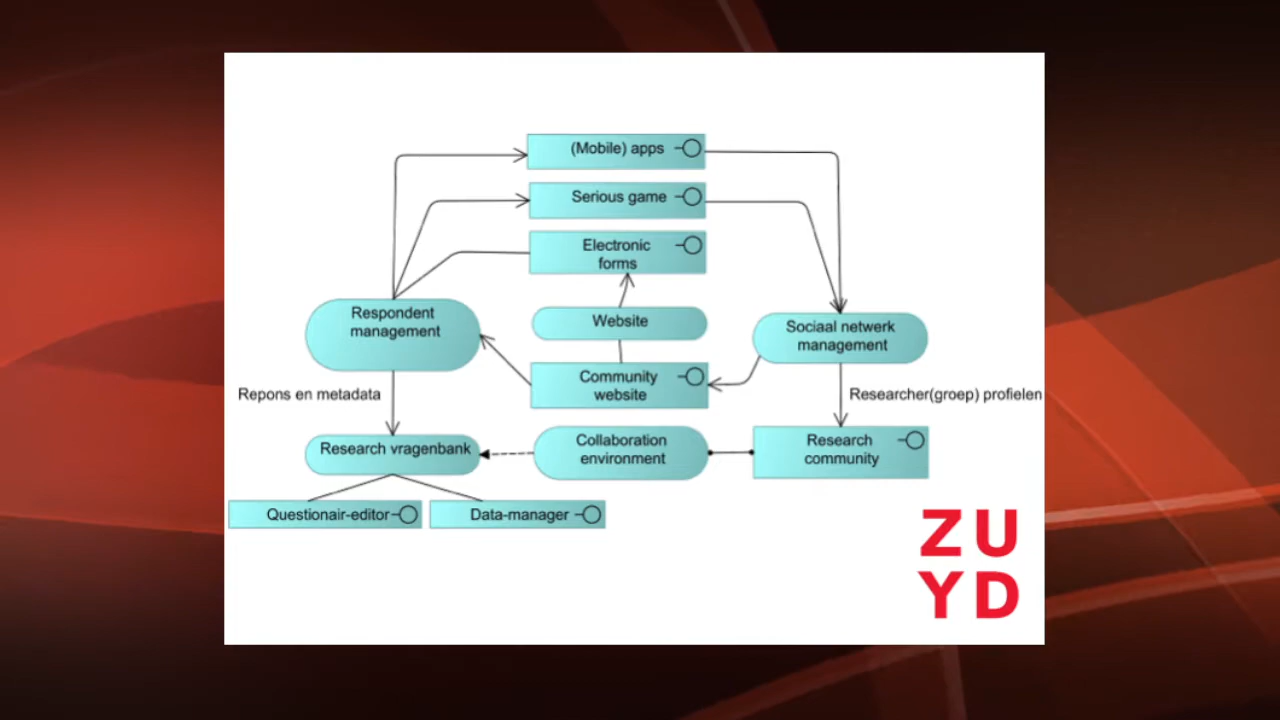 (Mobile) apps
Serious game
Electronic
forms
Respondent
management
Website
Sociaal netwerk
management
Community
website
Repons en metadata
Researcher(groep) profielen
Research vragenbank
Collaboration
environment
Research
community
Questionair-editor
Data-manager
ZU
YD